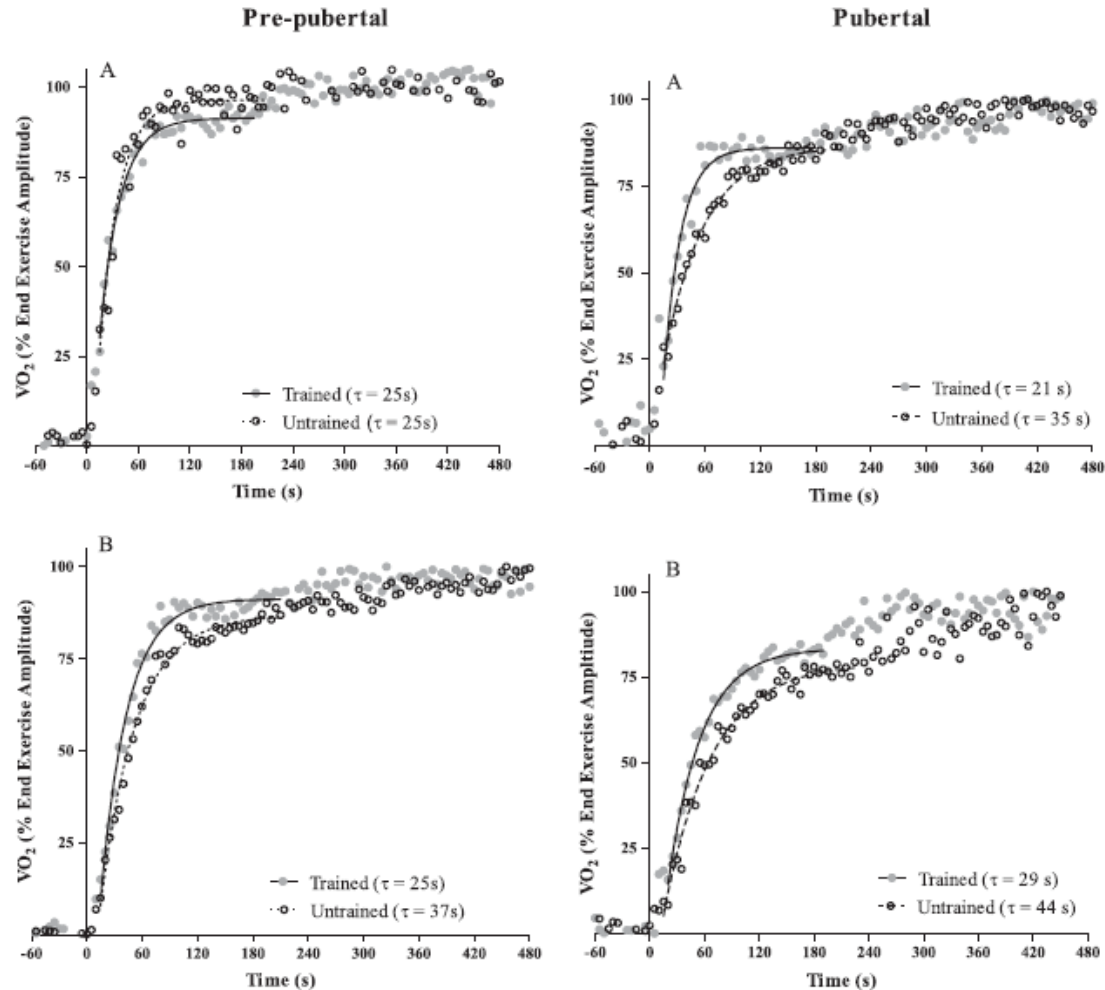 Pre-pubertal
Pubertal
A
VO₂ (% End Exercise Amplitude)
100
75
50
25
Trained (τ = 25s)
Untrained (τ = 25s)
-60 0 60 120 180 240 300 360 420 480
Time (s)
A
VO₂ (% End Exercise Amplitude)
100
75
50
25
Trained (τ = 21 s)
Untrained (τ = 35 s)
-60 0 60 120 180 240 300 360 420 480
Time (s)
B
VO₂ (% End Exercise Amplitude)
100
75
50
25
Trained (τ = 25s)
Untrained (τ = 37s)
-60 0 60 120 180 240 300 360 420 480
Time (s)
B
VO₂ (% End Exercise Ampltiude)
100
75
50
25
Trained (τ = 29 s)
Untrained (τ = 44 s)
-60 0 60 120 180 240 300 360 420 480
Time (s)